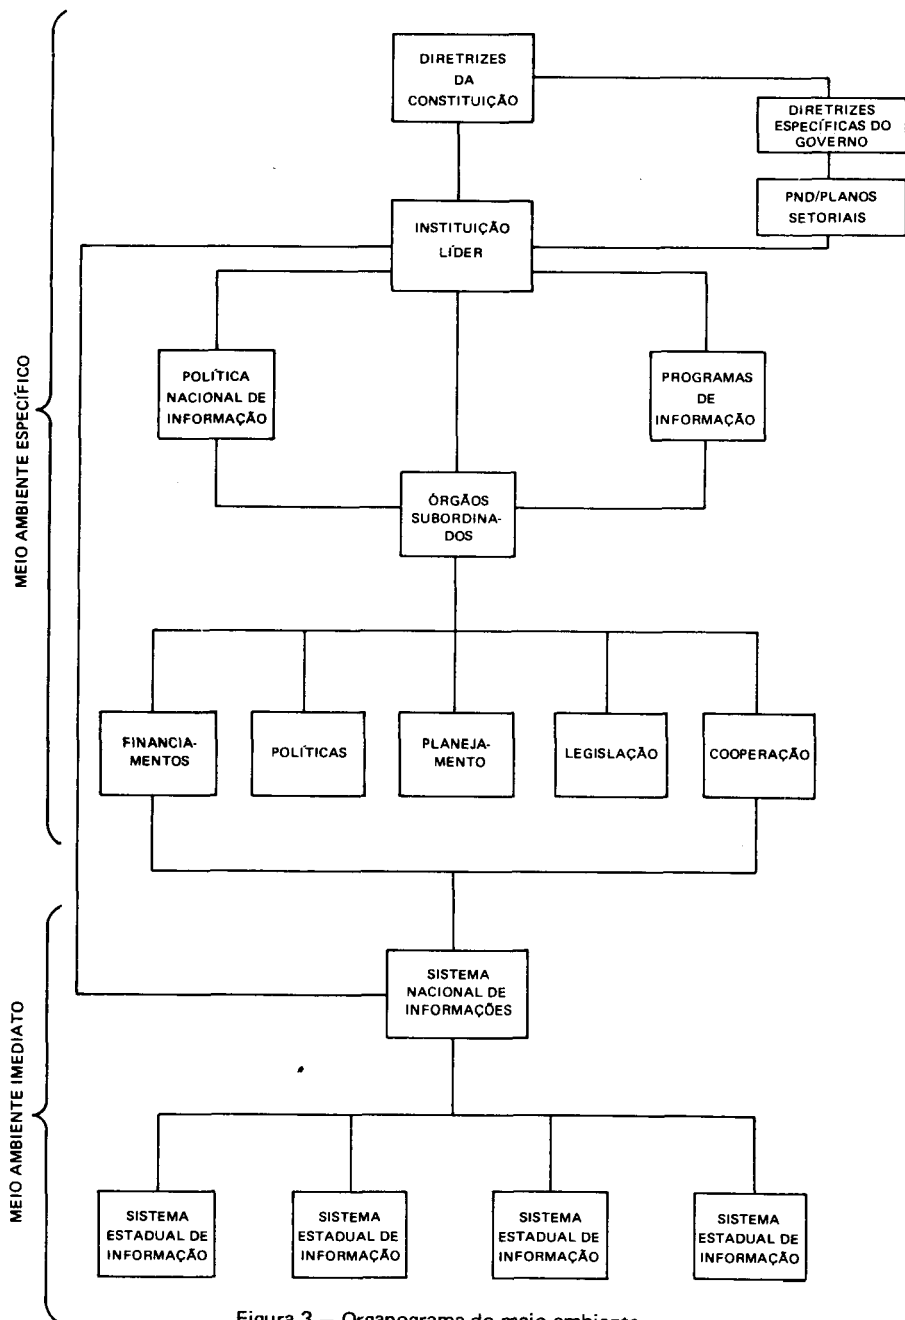 DIRETRIZES
DA
CONSTITUIÇÃO
DIRETRIZES
ESPECÍFICAS DO
GOVERNO
PND/PLANOS
SETORIAIS
INSTITUIÇÃO
LÍDER
POLÍTICA
NACIONAL DE
INFORMAÇÃO
PROGRAMAS
DE
INFORMAÇÃO
ÓRGÃOS
SUBORDINA-
DOS
MEIO AMBIENTE ESPECÍFICO
FINANCIA-
MENTOS
POLÍTICAS
PLANEJA-
MENTO
LEGISLAÇÃO
COOPERAÇÃO
SISTEMA
NACIONAL DE
INFORMAÇÕES
MEIO AMBIENTE IMEDIATO
SISTEMA
ESTADUAL DE
INFORMAÇÃO
SISTEMA
ESTADUAL DE
INFORMAÇÃO
SISTEMA
ESTADUAL DE
INFORMAÇÃO
SISTEMA
ESTADUAL DE
INFORMAÇÃO
Figura 3 — Organograma do meio ambiente